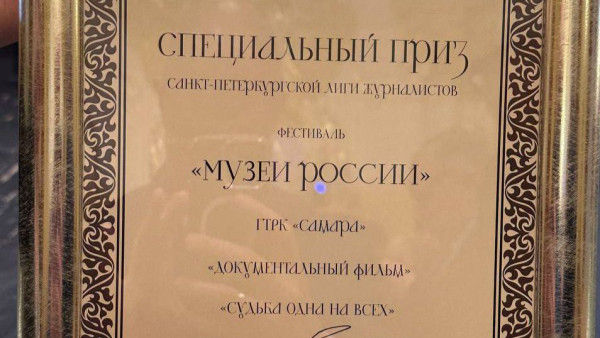 СПЕЦИАЛЬНЫЙ ПРИЗ
САНКТ-ПЕТЕРБУРГСКОЙ ЛИГИ ЖУРНАЛИСТОВ
ФЕСТИВАЛЬ
«МУЗЕИ РОССИИ»
ГТРК «САМАРА»
«ДОКУМЕНТАЛЬНЫЙ ФИЛЬМ»
«СУДЬБА ОДНА НА ВСЕХ»